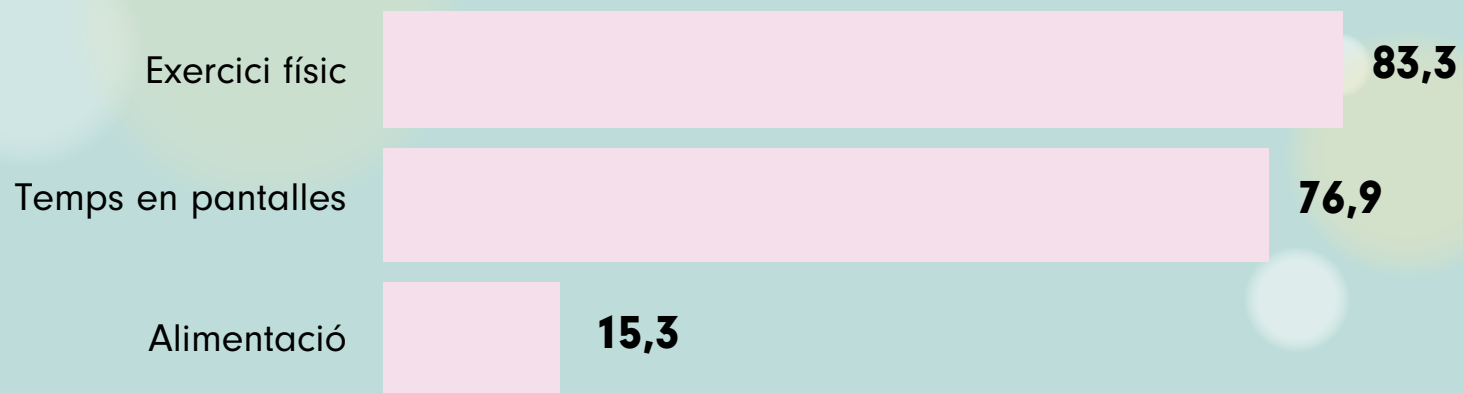 Exercici físic
83,3
Temps en pantalles
76,9
Alimentació
15,3